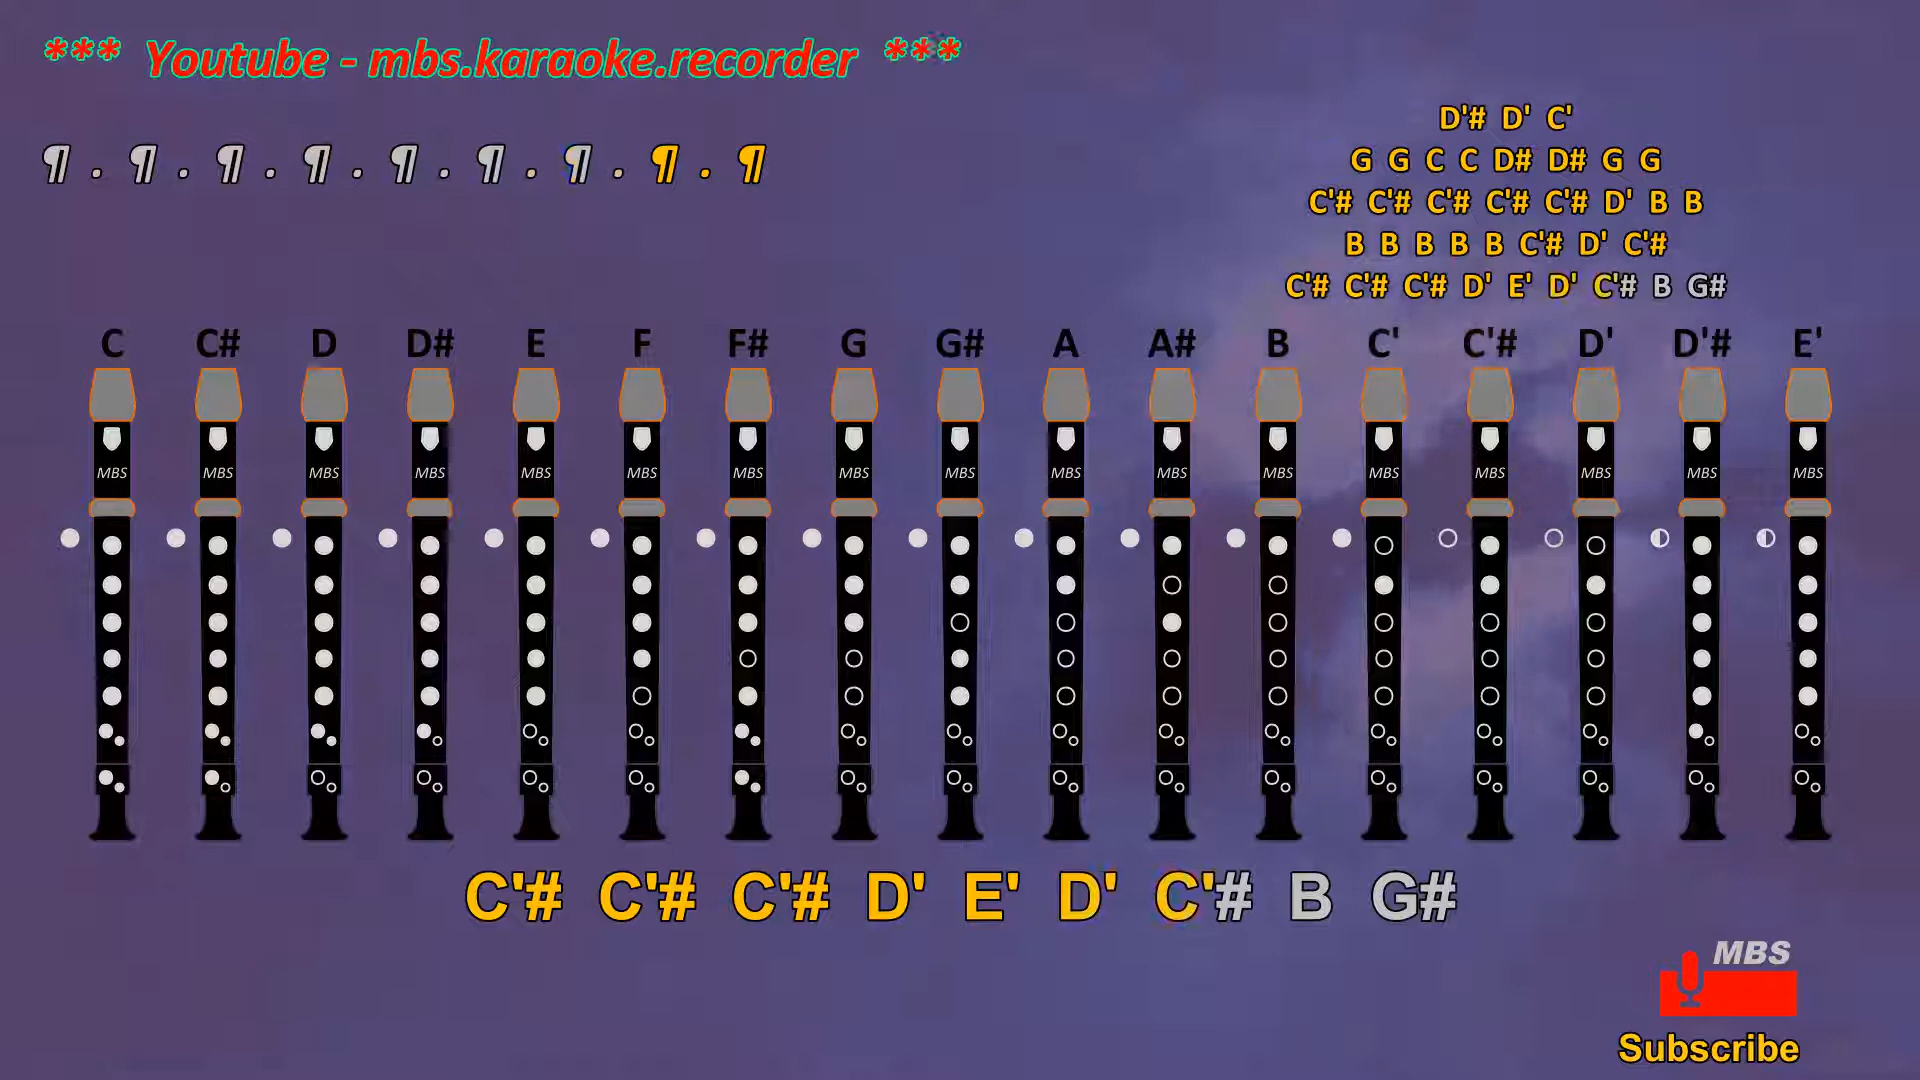 *** Youtube - mbs.karaoke.recorder ***
¶ . ¶ . ¶ . ¶ . ¶ . ¶ . ¶ . ¶ . ¶
D'# D' C'
G G C C D# D# G G
C'# C'# C'# C'# C'# D' B B
B B B B B C'# D' C'#
C'# C'# C'# D' E' D' C'# B G#
C C# D D# E F F# G G# A A# B C' C'# D' D'# E'
MBS MBS MBS MBS MBS MBS MBS MBS MBS MBS MBS MBS MBS MBS MBS MBS MBS
C'# C'# C'# D' E' D' C'# B G#
MBS
Subscribe